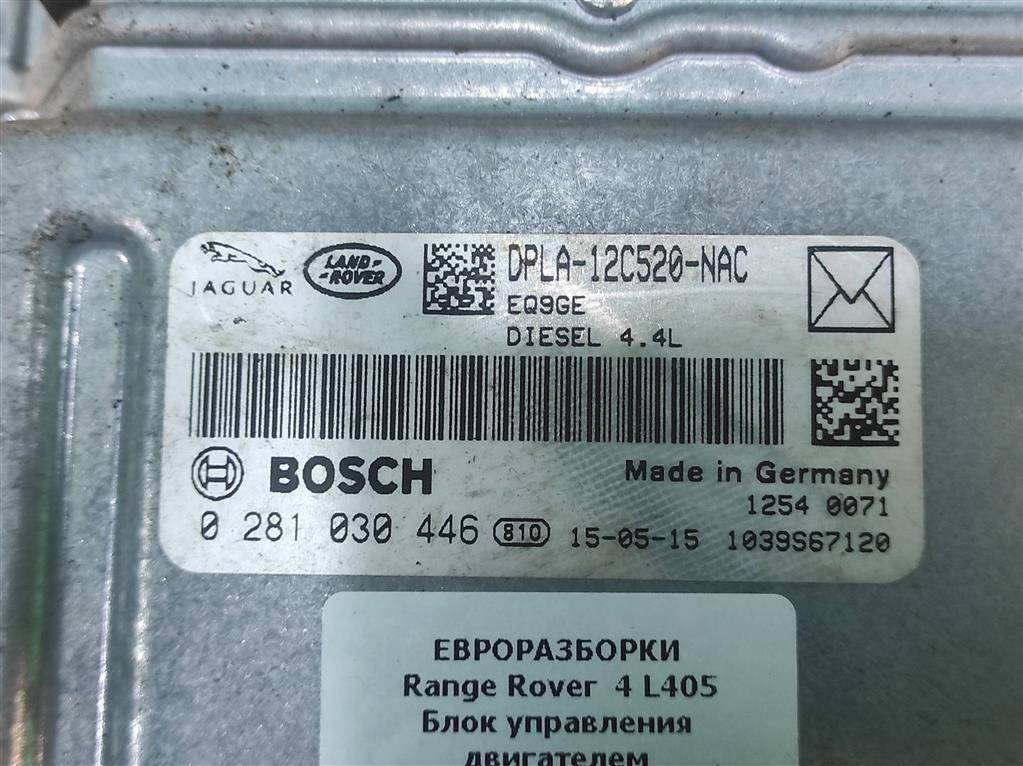 JAGUAR
LAND-
-ROVER
DPLA-12C520-NAC
EQ9GE
DIESEL 4.4L
BOSCH
Made in Germany
1254 0071
0 281 030 446 810 15-05-15 1039S67120
ЕВРОРАЗБОРКИ
Range Rover 4 L405
Блок управления
двигателем